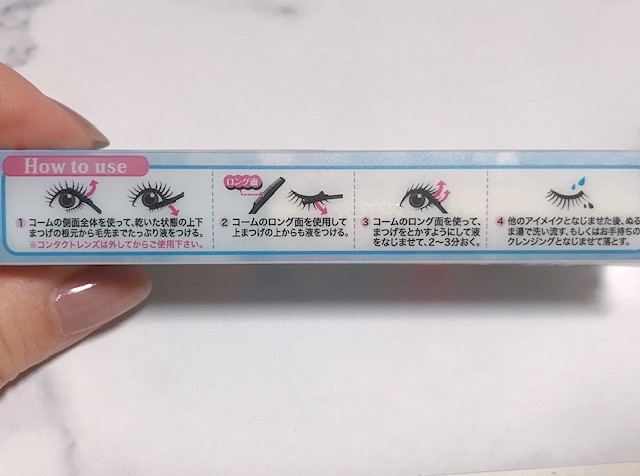 How to use
1 コームの側面全体を使って、乾いた状態の上下
まつげの根元から毛先までたっぷり液をつける。
※コンタクトレンズは外してからご使用下さい。
ロング面
2 コームのロング面を使用して
上まつげの上からも液をつける。
3 コームのロング面を使って、
まつげをとかすようにして液
をなじませて、2〜3分おく。
4 他のアイメイクとなじませた後、ぬる
ま湯で洗い流す、もしくはお手持ちの
クレンジングとなじませて落とす。